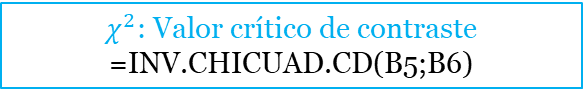 χ²: Valor crítico de contraste
=INV.CHICUAD.CD(B5;B6)